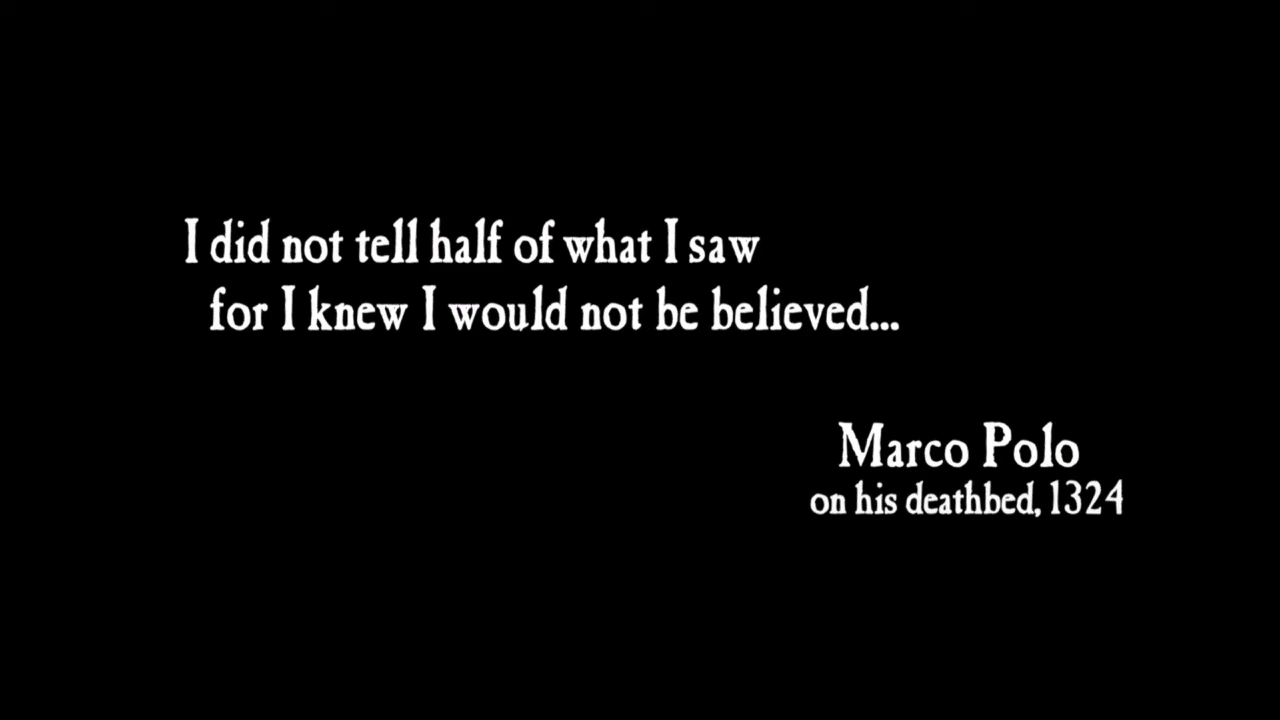 I did not tell half of what I saw
for I knew I would not be believed...
Marco Polo
on his deathbed, 1324